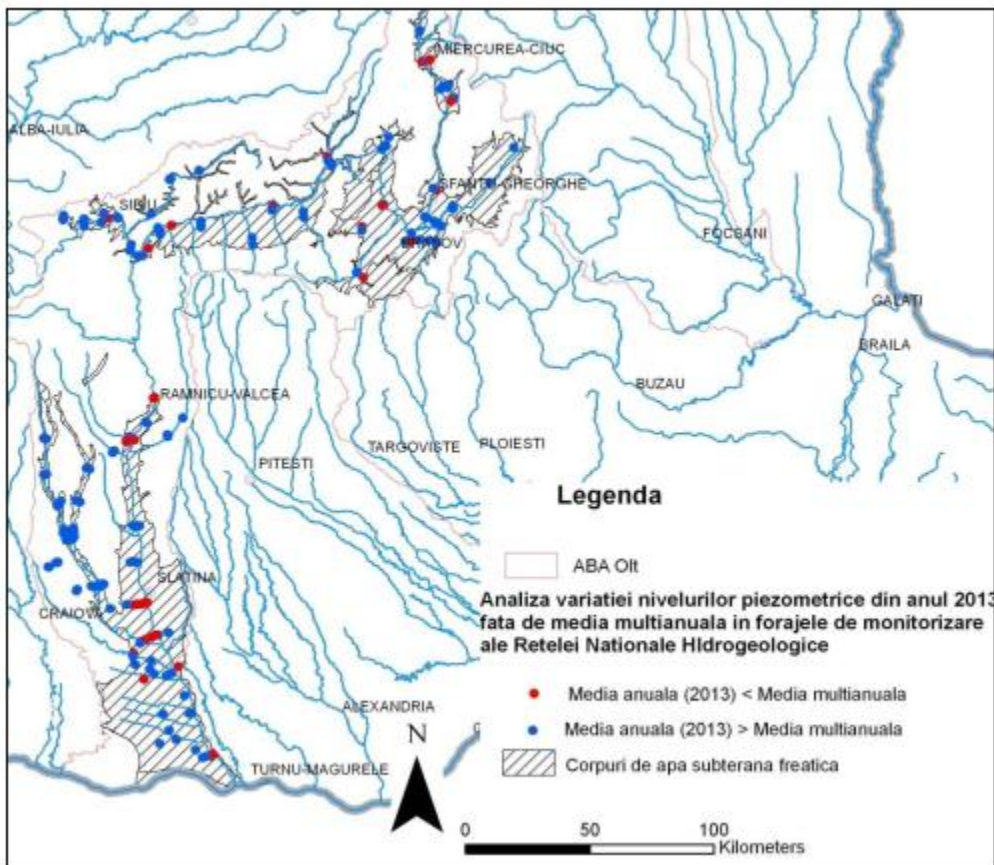 MIERCUREA-CIUC
ALBA-IULIA
SFANTU-GHEORGHE
SIBIU
FOCSANI
GALATI
BRAILA
BUZAU
RAMNICU-VALCEA
TARGOVISTE
PLOIESTI
PITESTI
Legenda
ABA Olt
SLATINA
Analiza variatiei nivelurilor piezometrice din anul 2013
CRAIOVA
fata de media multianuala in forajele de monitorizare
ale Retelei Nationale HIdrogeologice
Media anuala (2013) < Media multianuala
ALEXANDRIA
Media anuala (2013) > Media multianuala
N
Corpuri de apa subterana freatica
TURNU-MAGURELE
0 50 100
Kilometers